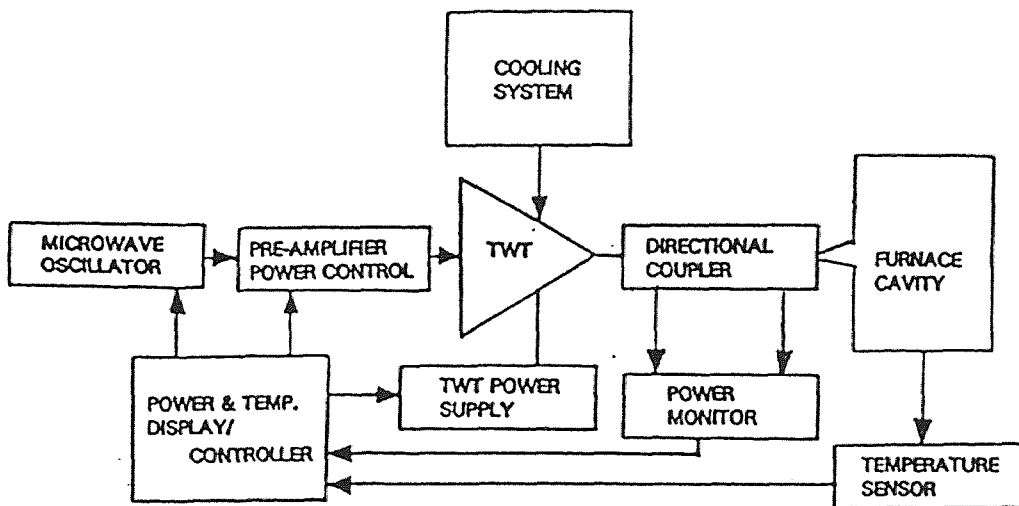 COOLING
SYSTEM
MICROWAVE
OSCILLATOR
PRE-AMPLIFIER
POWER CONTROL
TWT
DIRECTIONAL
COUPLER
FURNACE
CAVITY
POWER & TEMP.
DISPLAY/
CONTROLLER
TWT POWER
SUPPLY
POWER
MONITOR
TEMPERATURE
SENSOR